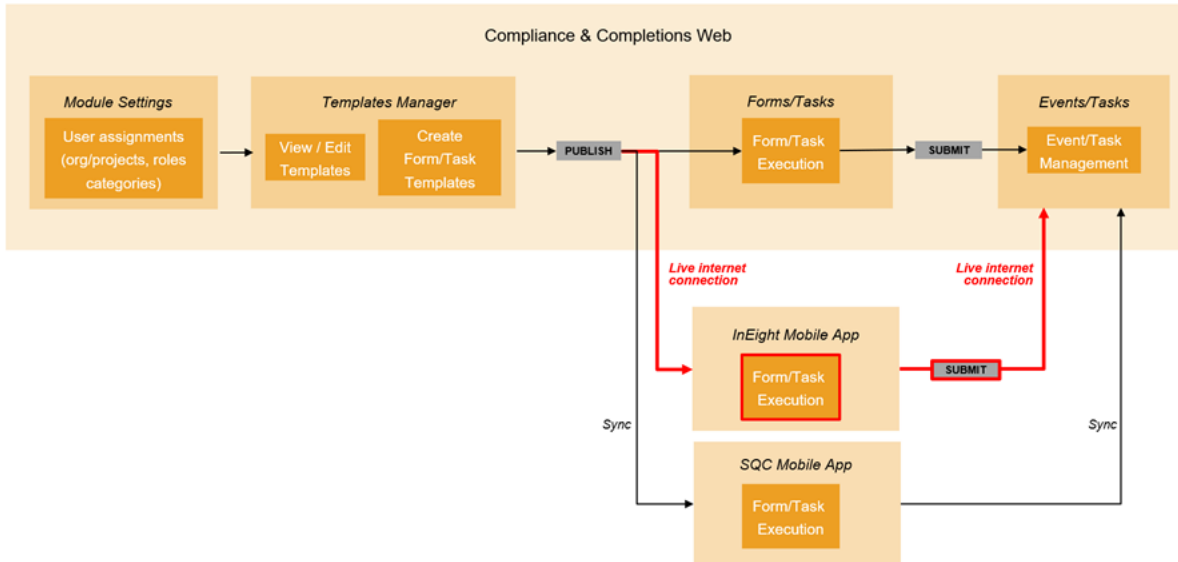 Compliance & Completions Web
Module Settings
User assignments
(org/projects, roles
categories)
Templates Manager
View / Edit
Templates
Create
Form/Task
Templates
PUBLISH
Forms/Tasks
Form/Task
Execution
SUBMIT
Events/Tasks
Event/Task
Management
Live internet
connection
Live internet
connection
InEight Mobile App
Form/Task
Execution
SUBMIT
Sync
Sync
SQC Mobile App
Form/Task
Execution